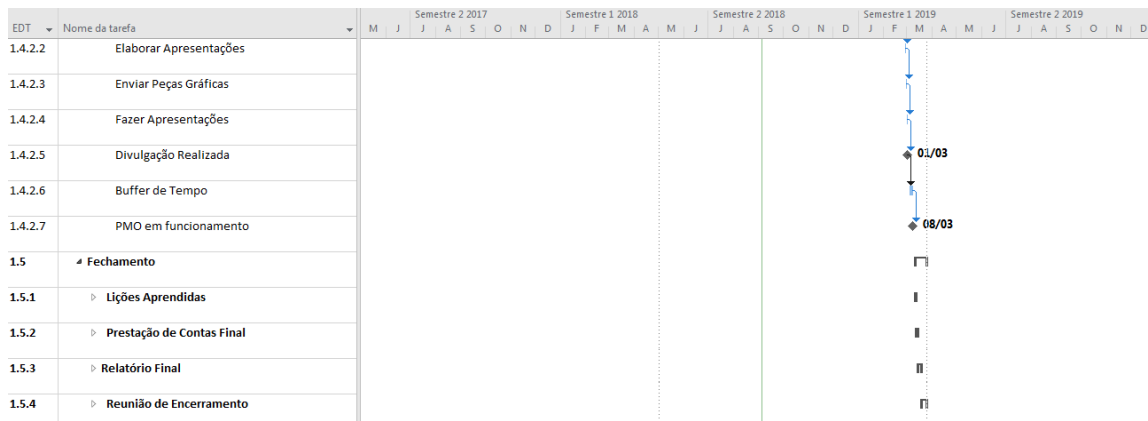 Semestre 2 2017 Semestre 1 2018 Semestre 2 2018 Semestre 1 2019 Semestre 2 2019
EDT Nome da tarefa M J J A S O N D J F M A M J J A S O N D J F M A M J J A S O N D
1.4.2.2 Elaborar Apresentações
1.4.2.3 Enviar Peças Gráficas
1.4.2.4 Fazer Apresentações
1.4.2.5 Divulgação Realizada 01/03
1.4.2.6 Buffer de Tempo
1.4.2.7 PMO em funcionamento 08/03
1.5 Fechamento
1.5.1 Lições Aprendidas
1.5.2 Prestação de Contas Final
1.5.3 Relatório Final
1.5.4 Reunião de Encerramento